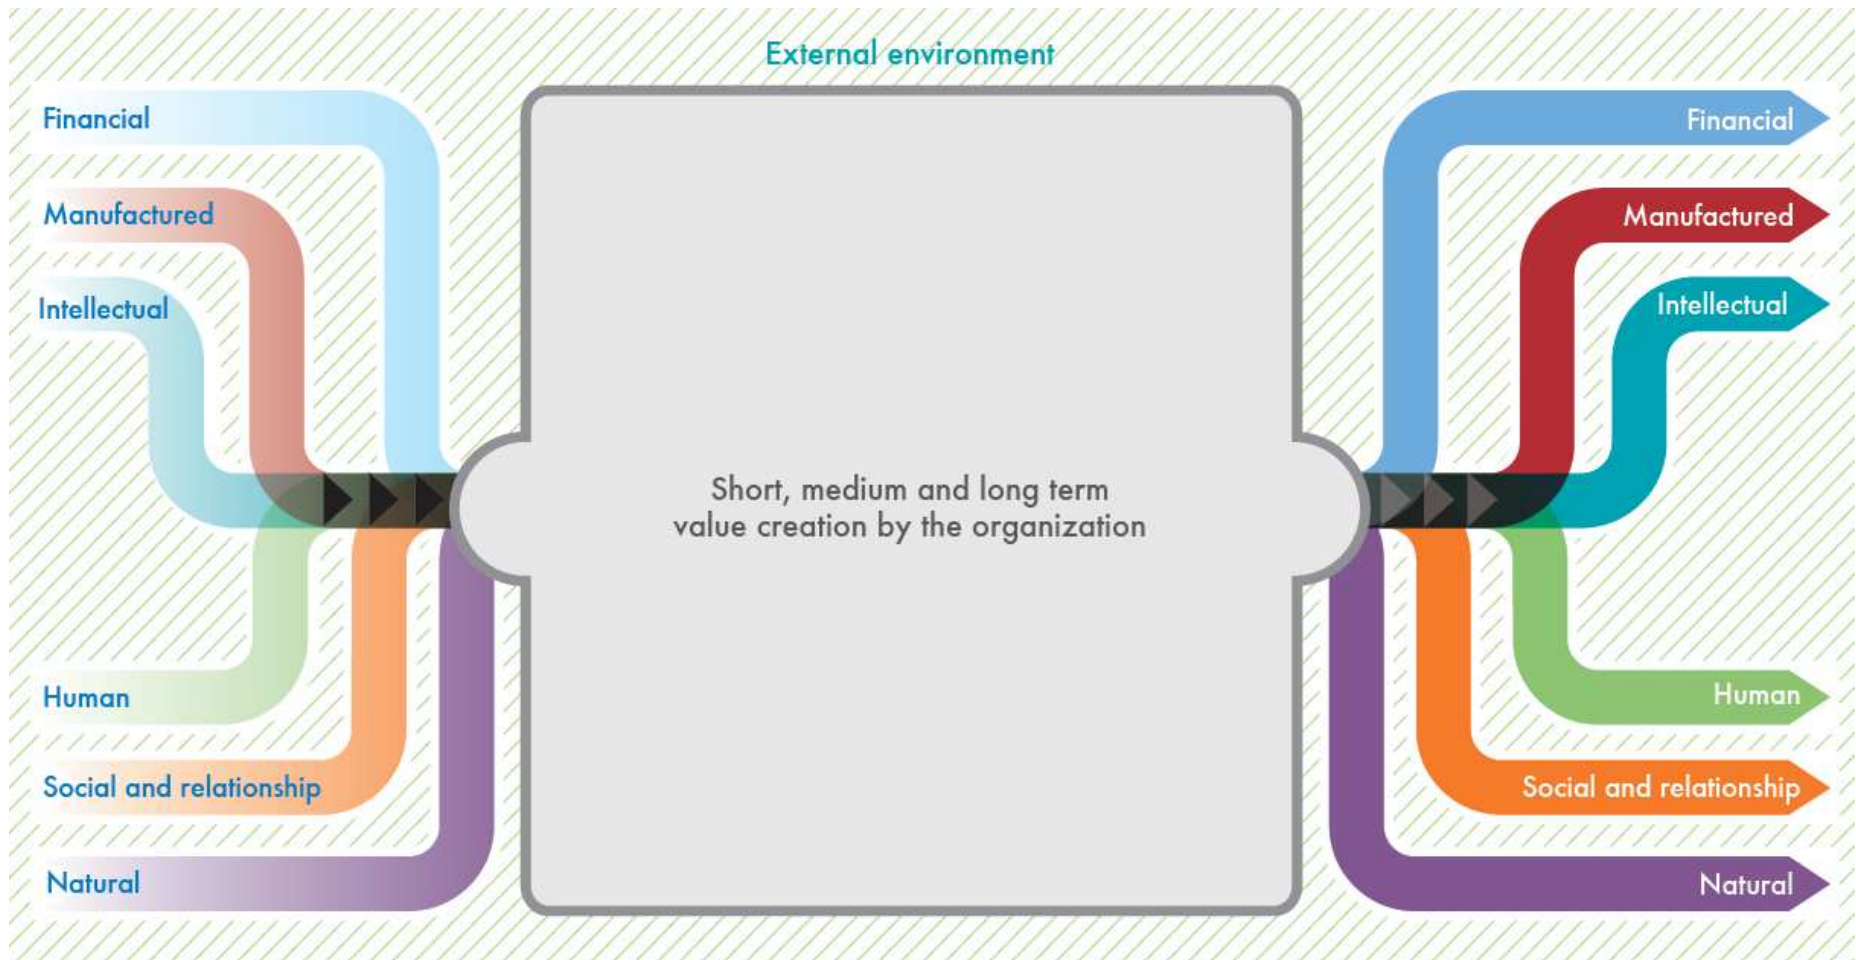 External environment
Financial
Manufactured
Intellectual
Human
Social and relationship
Natural
Short, medium and long term
value creation by the organization
Financial
Manufactured
Intellectual
Human
Social and relationship
Natural